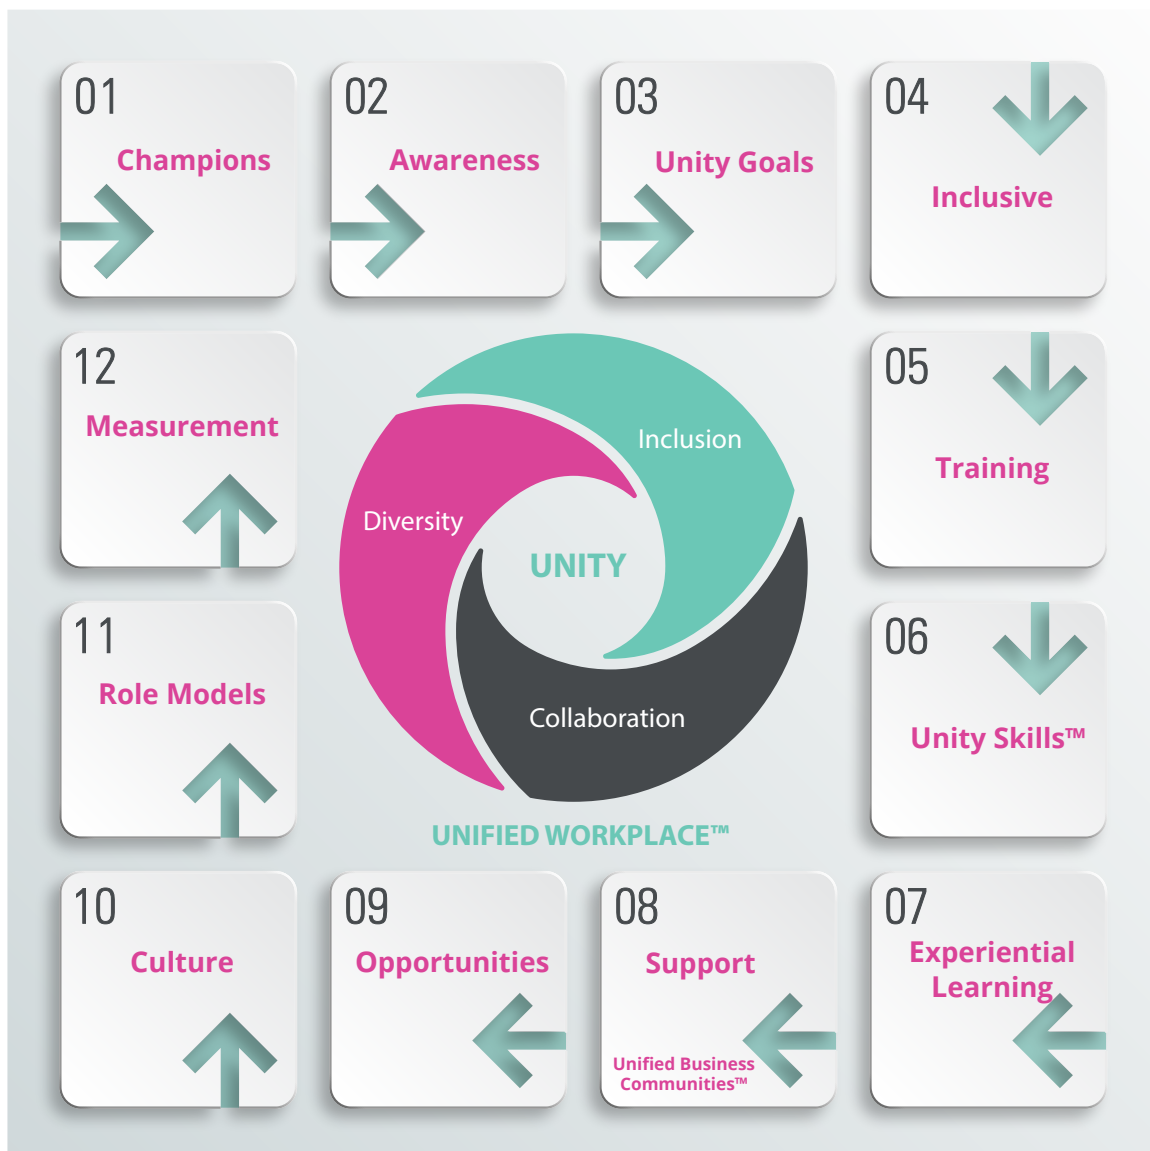 01
Champions
02
Awareness
03
Unity Goals
04
Inclusive
12
Measurement
05
Training
Inclusion
Diversity
UNITY
Collaboration
11
Role Models
06
Unity Skills™
UNIFIED WORKPLACE™
10
Culture
09
Opportunities
08
Support
Unified Business
Communities™
07
Experiential
Learning